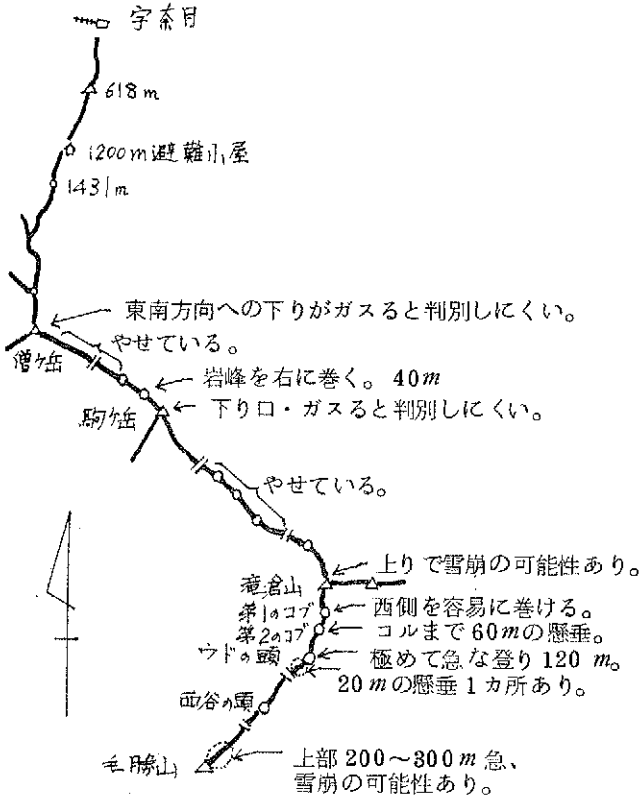 宇奈月
618m
1200m避難小屋
1431m
東南方向への下りがガスると判別しにくい。
やせている。
僧ケ岳
岩峰を右に巻く。40m
駒ケ岳
下り口・ガスると判別しにくい。
やせている。
上りで雪崩の可能性あり。
滝倉山
第1のコブ
西側を容易に巻ける。
第2のコブ
コルまで60mの懸垂。
ウドの頭
極めて急な登り120m。
20mの懸垂1カ所あり。
西谷の頭
毛勝山
上部200〜300m急、
雪崩の可能性あり。